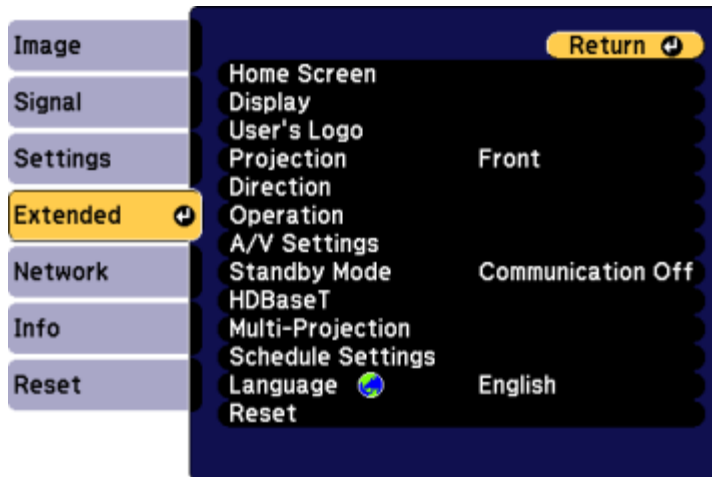 Image
Signal
Settings
Extended
Network
Info
Reset
Return
Home Screen
Display
User's Logo
Projection Front
Direction
Operation
A/V Settings
Standby Mode Communication Off
HDBaseT
Multi-Projection
Schedule Settings
Language English
Reset